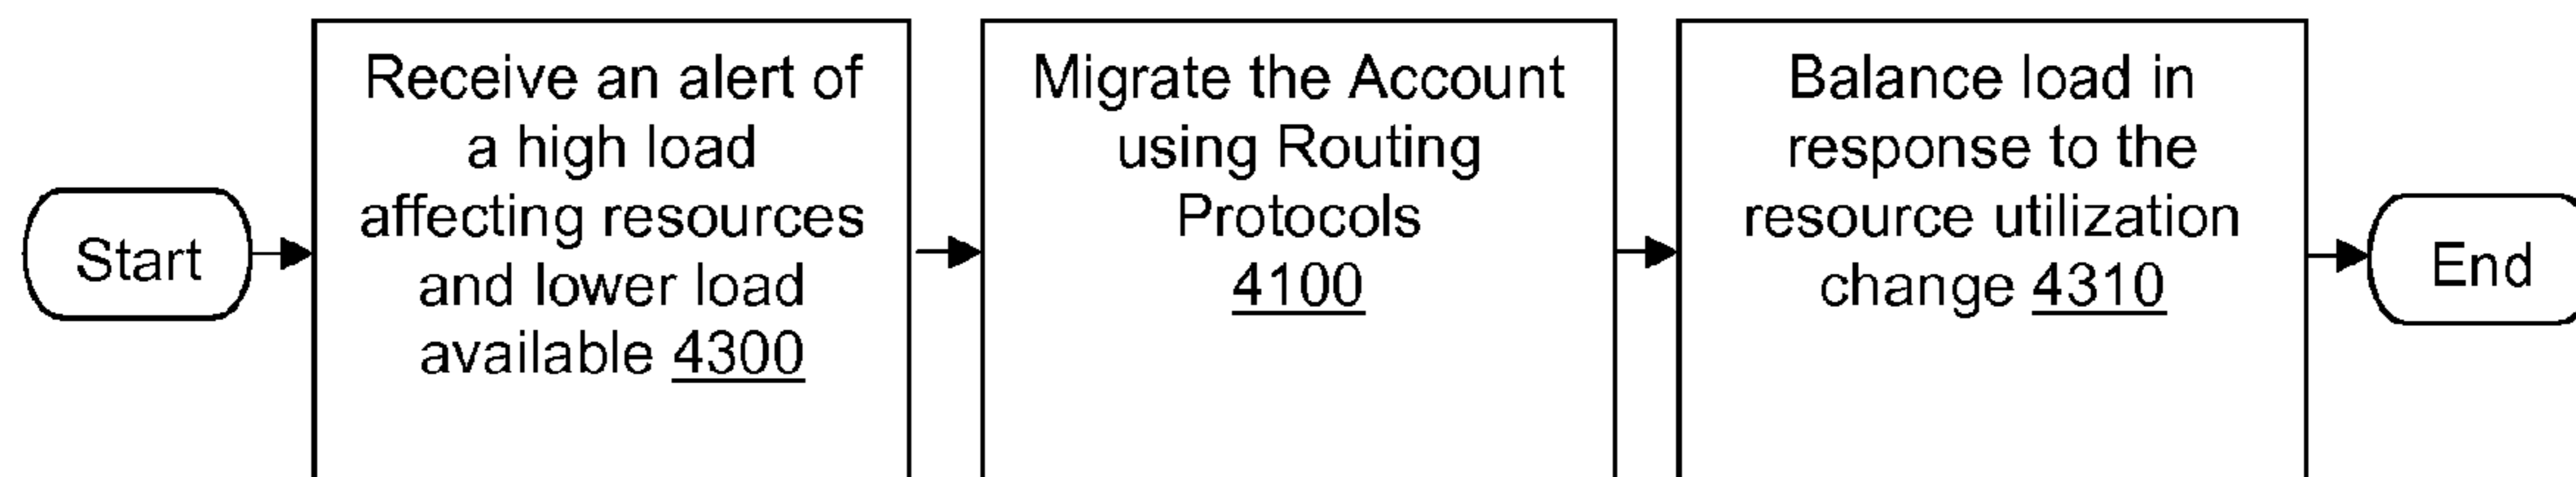 Start
Receive an alert of
a high load
affecting resources
and lower load
available 4300
Migrate the Account
using Routing
Protocols
4100
Balance load in
response to the
resource utilization
change 4310
End